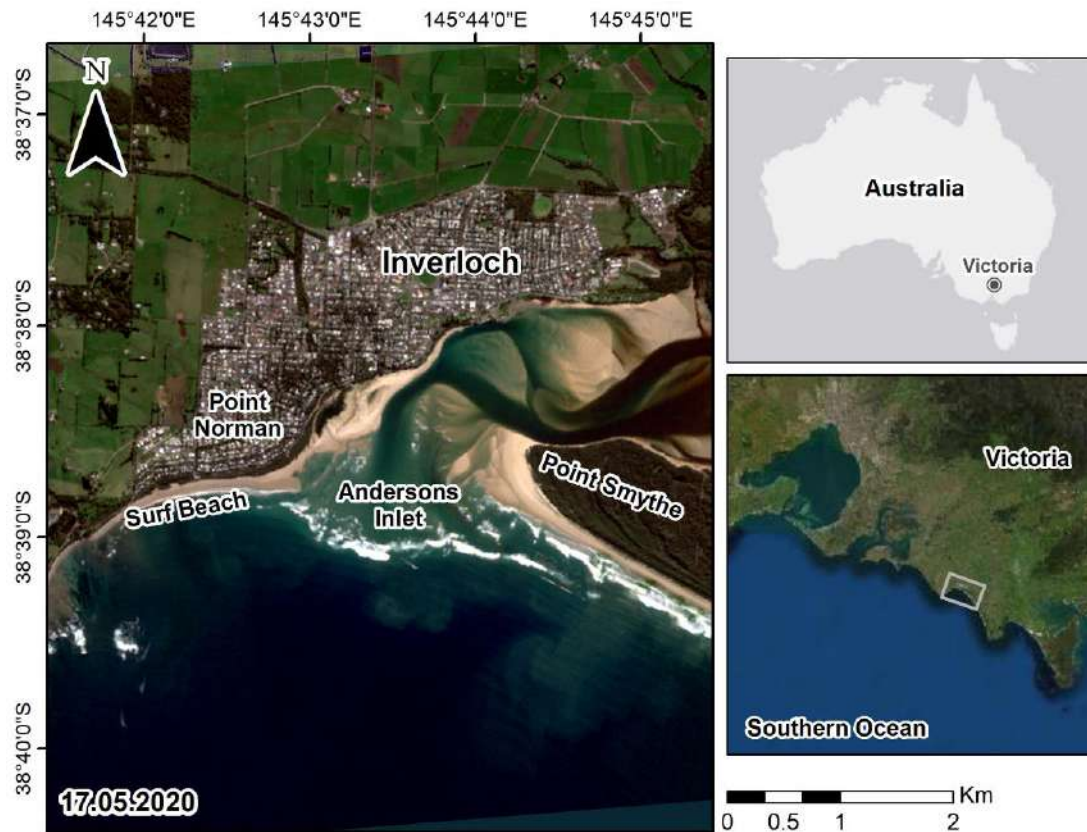 145°42'0"E
145°43'0"E
145°44'0"E
145°45'0"E
38°37'0"S
38°38'0"S
38°39'0"S
38°40'0"S
N
Inverloch
Point
Norman
Surf Beach
Andersons
Inlet
Point Smythe
17.05.2020
Australia
Victoria
Victoria
Southern Ocean
Km
0 0.5 1 2